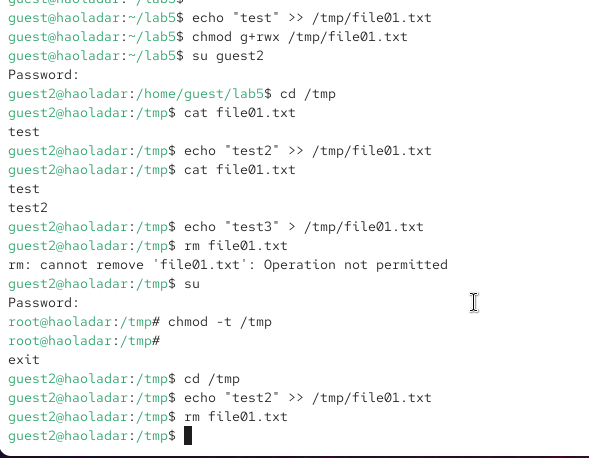 guest@haoladar:~/lab5$
guest@haoladar:~/lab5$ echo "test" >> /tmp/file01.txt
guest@haoladar:~/lab5$ chmod g+rwx /tmp/file01.txt
guest@haoladar:~/lab5$ su guest2
Password:
guest2@haoladar:/home/guest/lab5$ cd /tmp
guest2@haoladar:/tmp$ cat file01.txt
test
guest2@haoladar:/tmp$ echo "test2" >> /tmp/file01.txt
guest2@haoladar:/tmp$ cat file01.txt
test
test2
guest2@haoladar:/tmp$ echo "test3" > /tmp/file01.txt
guest2@haoladar:/tmp$ rm file01.txt
rm: cannot remove 'file01.txt': Operation not permitted
guest2@haoladar:/tmp$ su
Password:
root@haoladar:/tmp# chmod -t /tmp
root@haoladar:/tmp#
exit
guest2@haoladar:/tmp$ cd /tmp
guest2@haoladar:/tmp$ echo "test2" >> /tmp/file01.txt
guest2@haoladar:/tmp$ rm file01.txt
guest2@haoladar:/tmp$